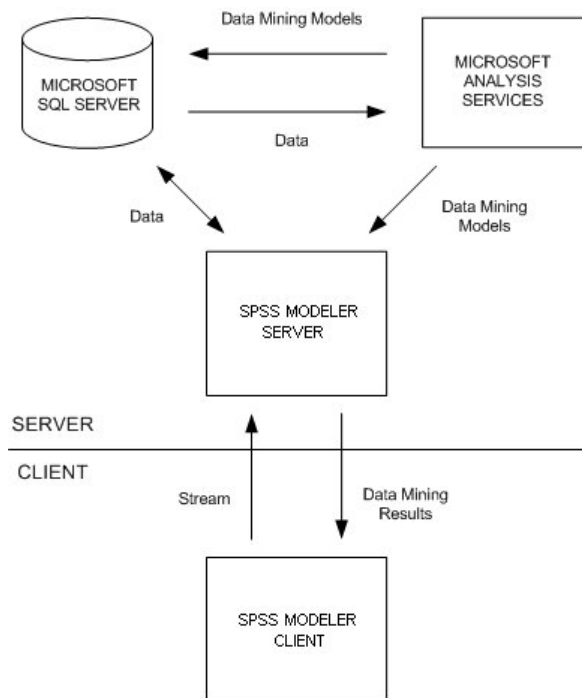 Data Mining Models
MICROSOFT
SQL SERVER
MICROSOFT
ANALYSIS
SERVICES
Data
Data
Data Mining
Models
SPSS MODELER
SERVER
SERVER
CLIENT
Stream
Data Mining
Results
SPSS MODELER
CLIENT